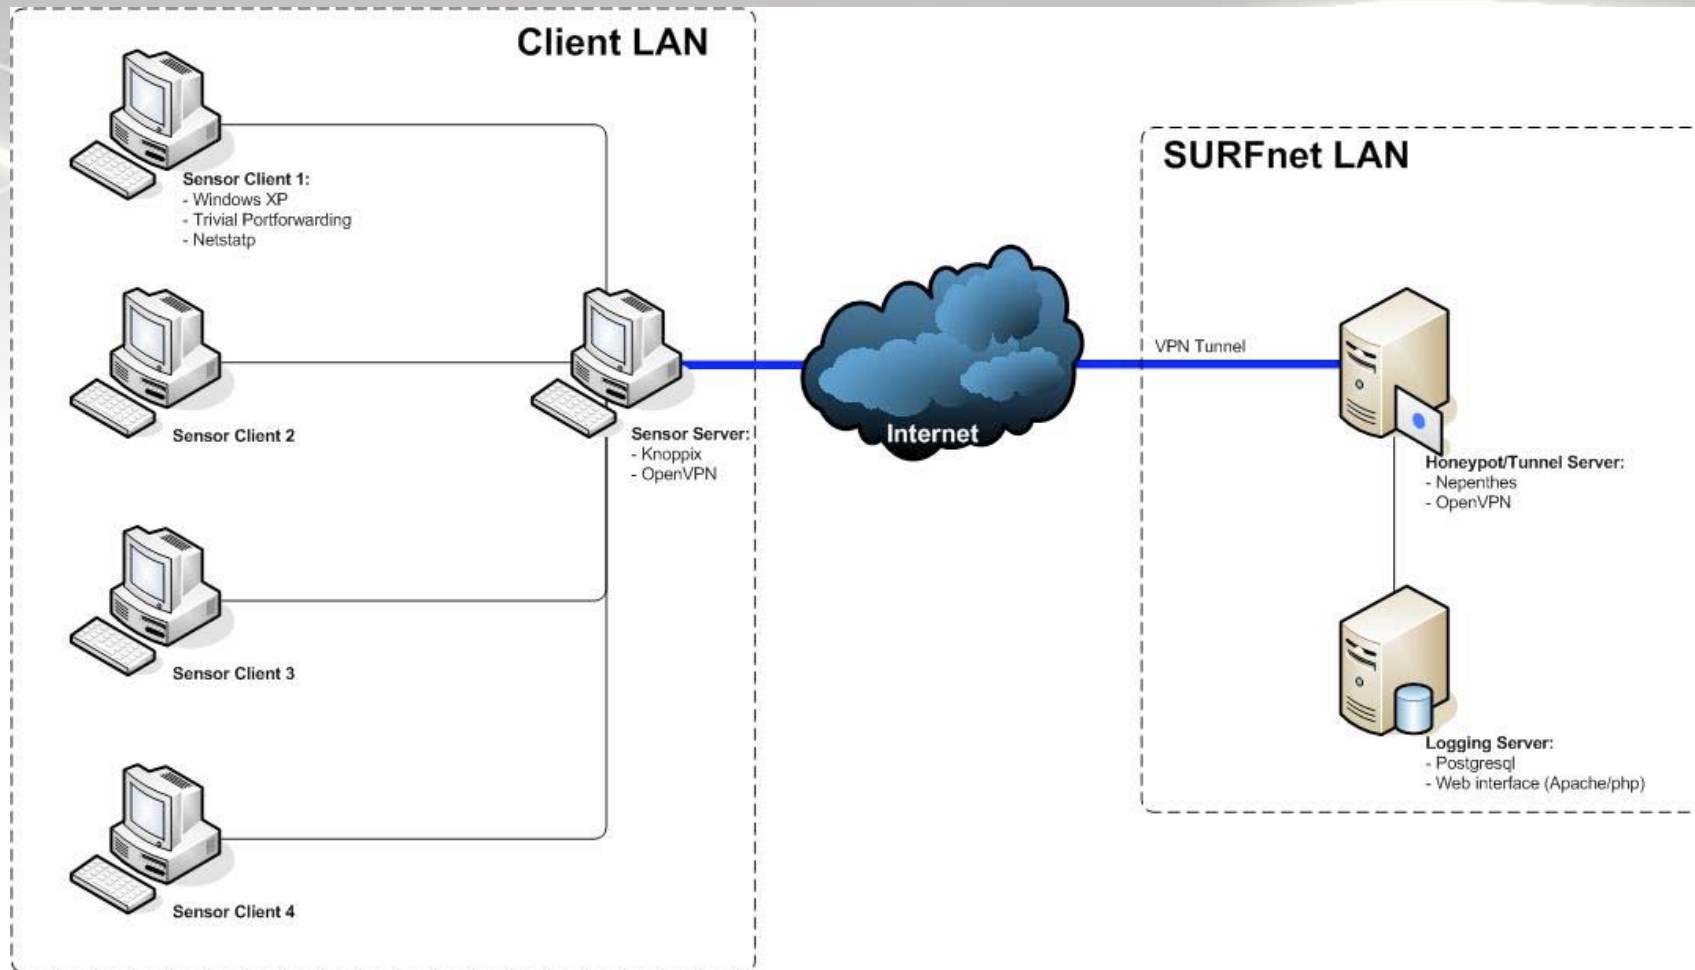 Client LAN
Sensor Client 1:
- Windows XP
- Trivial Portforwarding
- Netstatp
Sensor Client 2
Sensor Server:
- Knoppix
- OpenVPN
Sensor Client 3
Sensor Client 4
Internet
SURFnet LAN
VPN Tunnel
Honeypot/Tunnel Server:
- Nepenthes
- OpenVPN
Logging Server:
- Postgresql
- Web interface (Apache/php)